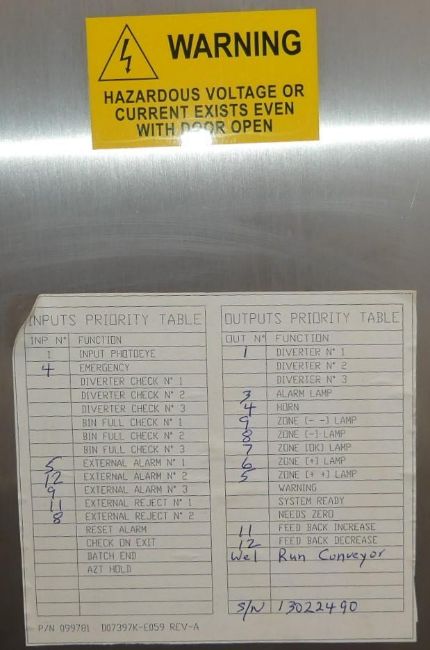 WARNING
HAZARDOUS VOLTAGE OR
CURRENT EXISTS EVEN
WITH DOOR OPEN
INPUTS PRIORITY TABLE
INP N° FUNCTION
1 INPUT PHOTOEYE
4 EMERGENCY
DIVERTER CHECK N° 1
DIVERTER CHECK N° 2
DIVERTER CHECK N° 3
BIN FULL CHECK N° 1
BIN FULL CHECK N° 2
BIN FULL CHECK N° 3
5 EXTERNAL ALARM N° 1
12 EXTERNAL ALARM N° 2
9 EXTERNAL ALARM N° 3
11 EXTERNAL REJECT N° 1
8 EXTERNAL REJECT N° 2
RESET ALARM
CHECK ON EXIT
BATCH END
AZT HOLD
P/N 099781 D07397K-E059 REV-A
OUTPUTS PRIORITY TABLE
OUT N° FUNCTION
1 DIVERTER N° 1
DIVERTER N° 2
DIVERTER N° 3
3 ALARM LAMP
4 HORN
9 ZONE (- -) LAMP
8 ZONE (-) LAMP
7 ZONE (OK) LAMP
6 ZONE (+) LAMP
5 ZONE (+ +) LAMP
WARNING
SYSTEM READY
NEEDS ZERO
11 FEED BACK INCREASE
12 FEED BACK DECREASE
Wel Run Conveyor
S/N 13022490